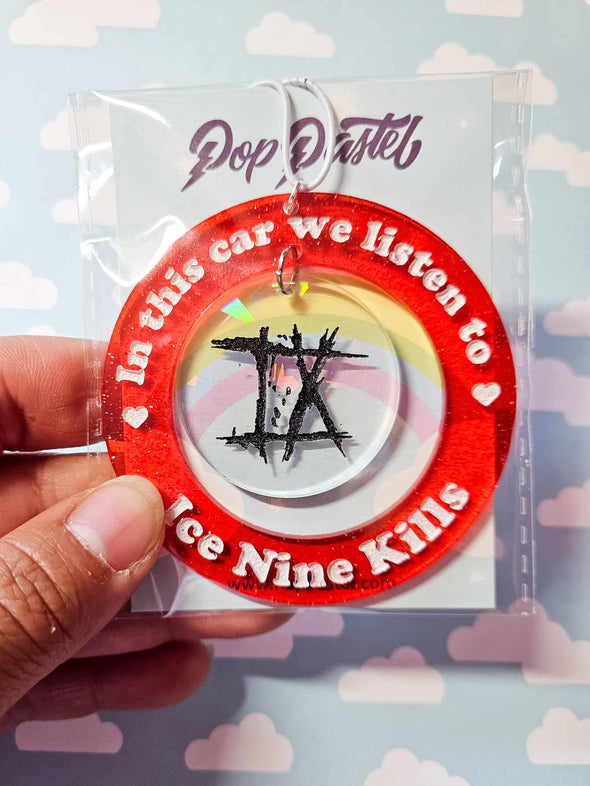 Pop Pastel
In this car we listen to
IX
Ice Nine Kills